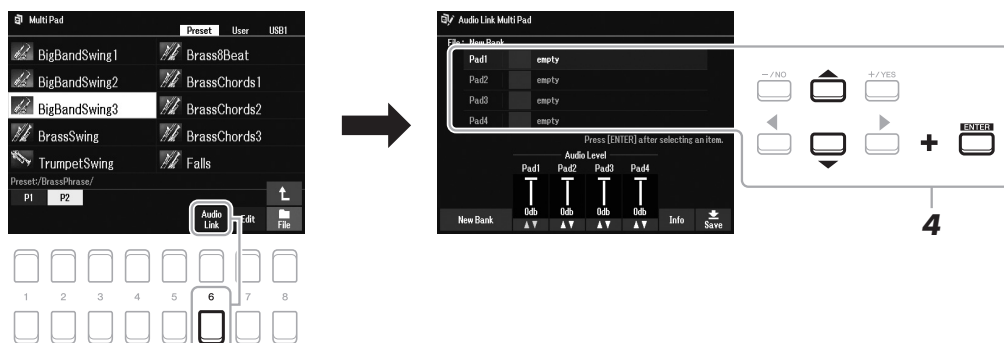 Multi Pad
Preset User USB1
BigBandSwing1 Brass8Beat
BigBandSwing2 BrassChords1
BigBandSwing3 BrassChords2
BrassSwing BrassChords3
TrumpetSwing Falls
Preset:/BrassPhrase/
P1 P2
Audio Link Edit File
1 2 3 4 5 6 7 8
Audio Link Multi Pad
File: New Bank
Pad1 empty
Pad2 empty
Pad3 empty
Pad4 empty
Press [ENTER] after selecting an item.
Audio Level
Pad1 Pad2 Pad3 Pad4
0db 0db 0db 0db
New Bank Info Save
-/NO +/YES
+ ENTER
4